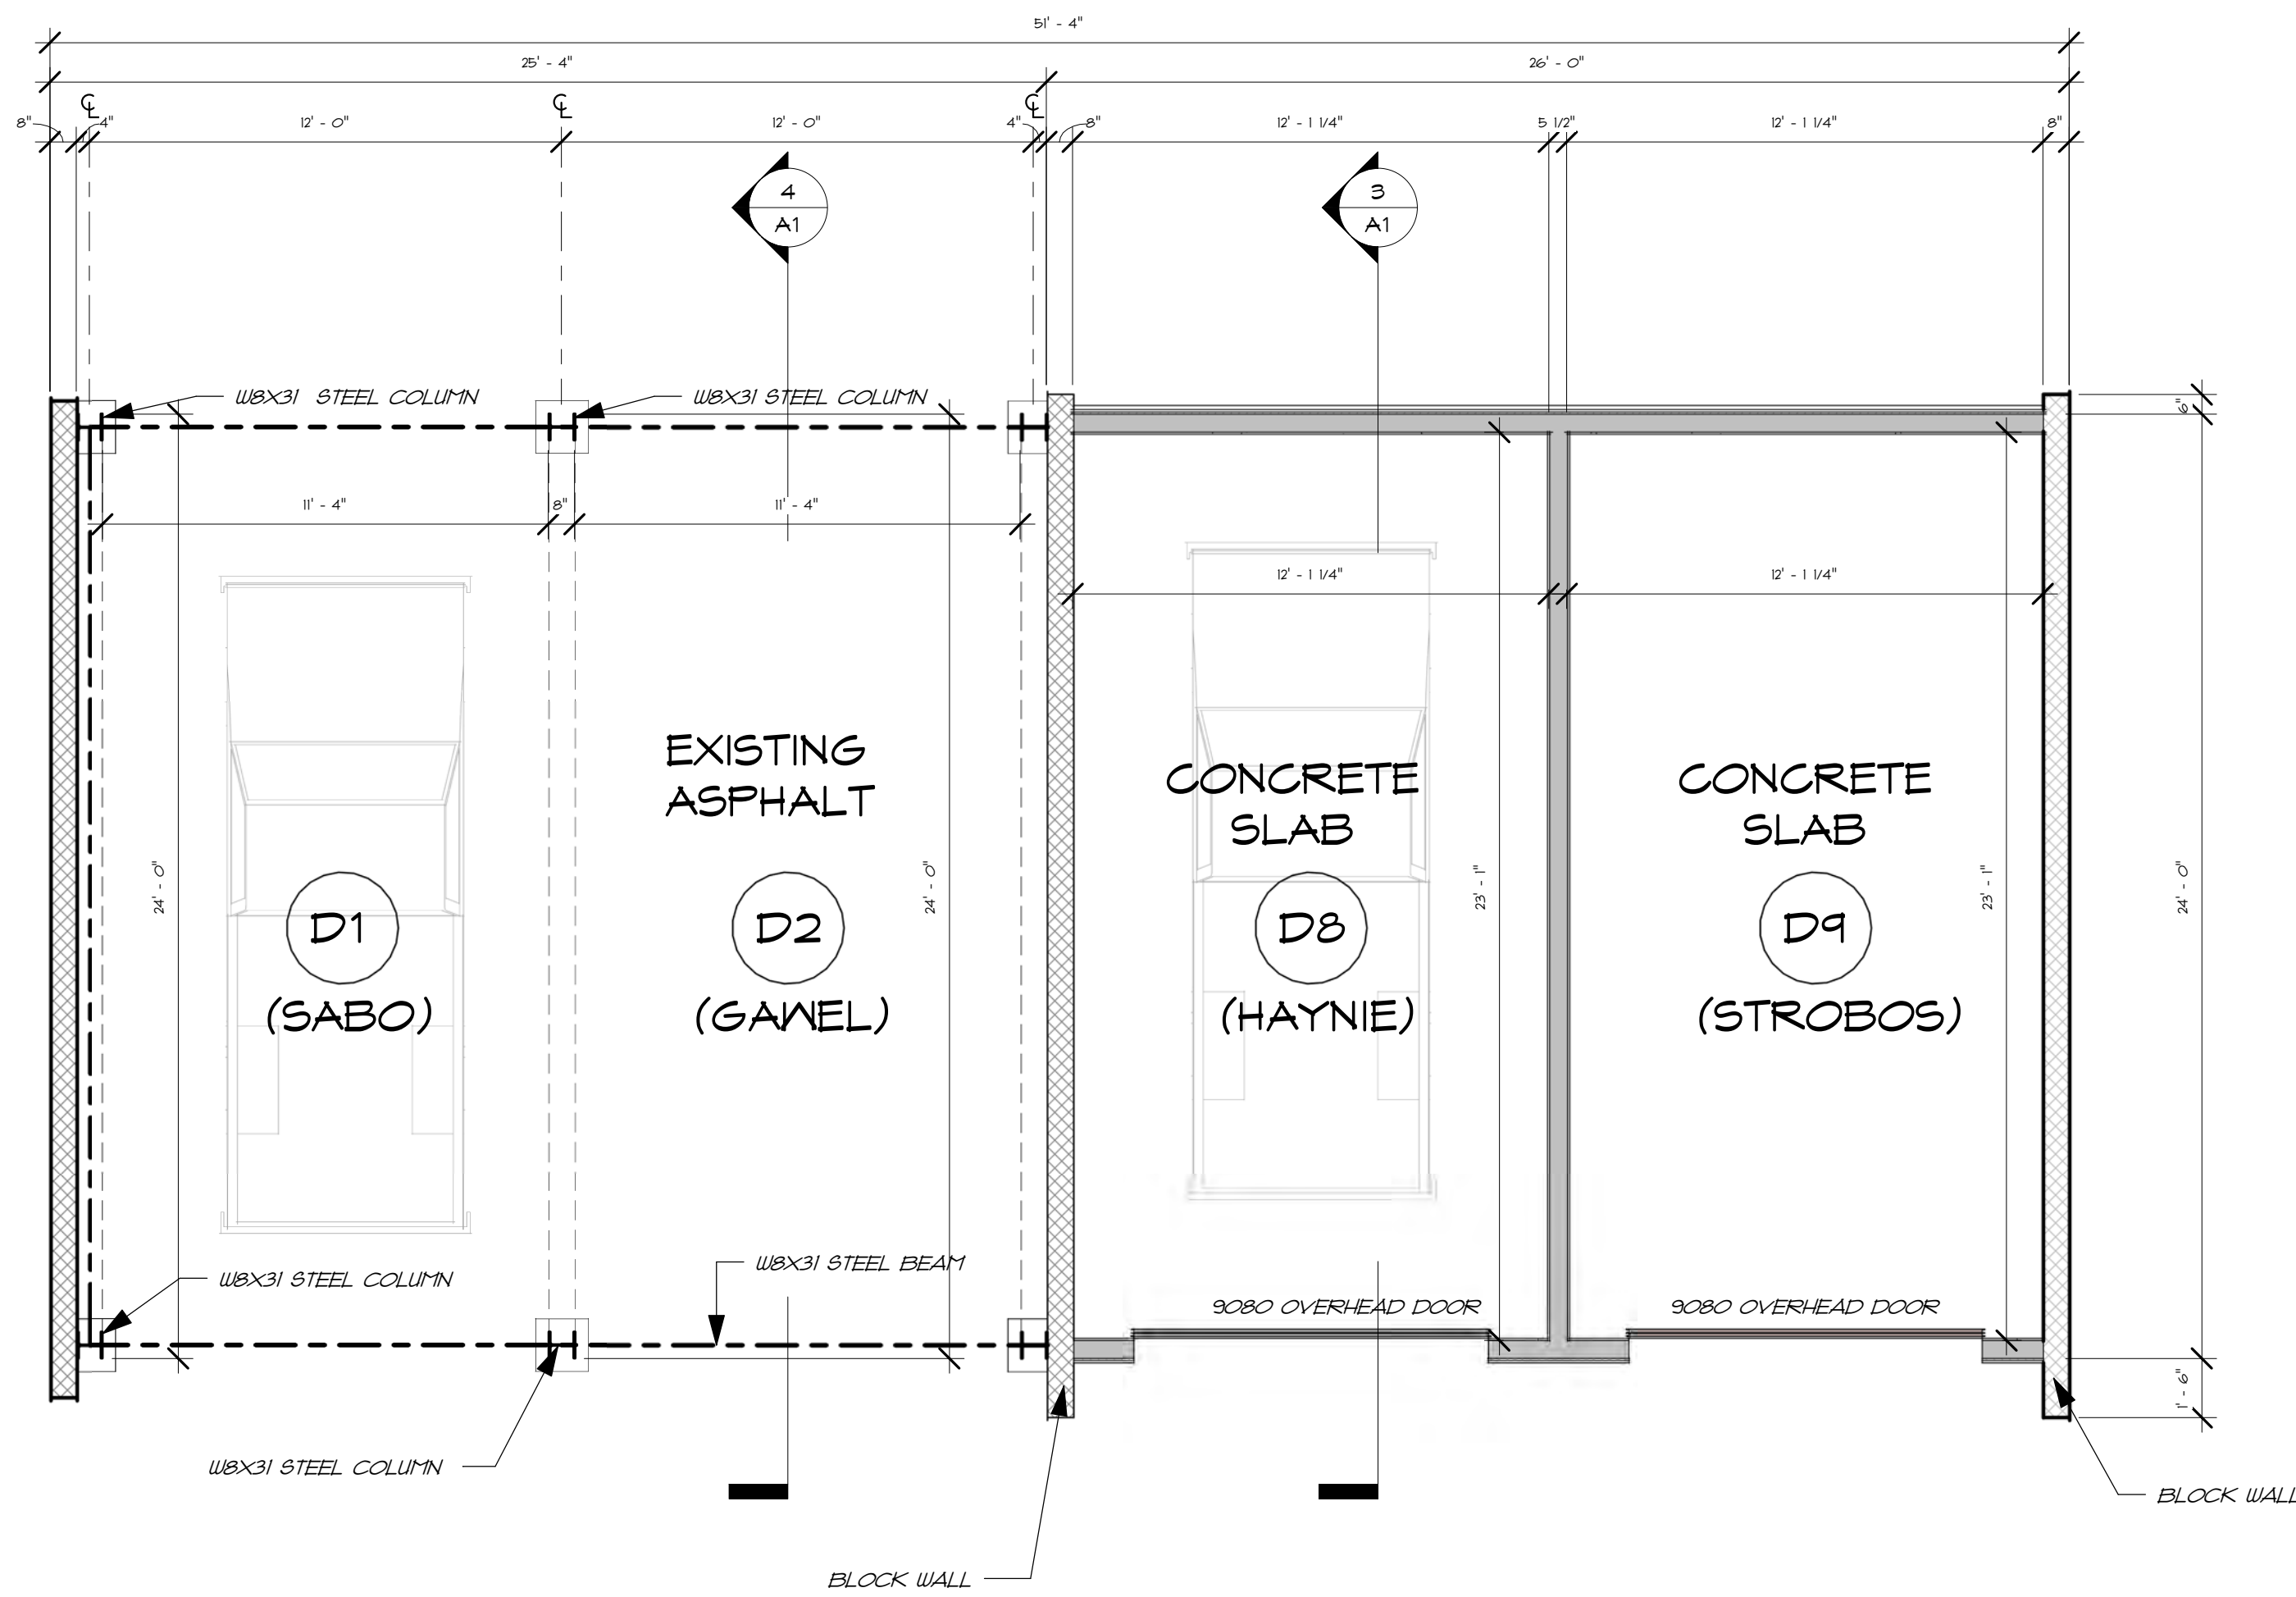 51' - 4"
25' - 4"
26' - 0"
℄
℄
℄
8"
4"
12' - 0"
12' - 0"
4"
8"
12' - 1 1/4"
5 1/2"
12' - 1 1/4"
8"
4
A1
3
A1
W8X31 STEEL COLUMN
W8X31 STEEL COLUMN
6"
11' - 4"
8"
11' - 4"
12' - 1 1/4"
12' - 1 1/4"
EXISTING
ASPHALT
CONCRETE
SLAB
CONCRETE
SLAB
24' - 0"
24' - 0"
23' - 1"
23' - 1"
24' - 0"
D1
(SABO)
D2
(GAWEL)
D8
(HAYNIE)
D9
(STROBOS)
W8X31 STEEL COLUMN
W8X31 STEEL BEAM
9080 OVERHEAD DOOR
9080 OVERHEAD DOOR
1' - 6"
W8X31 STEEL COLUMN
BLOCK WALL
BLOCK WALL